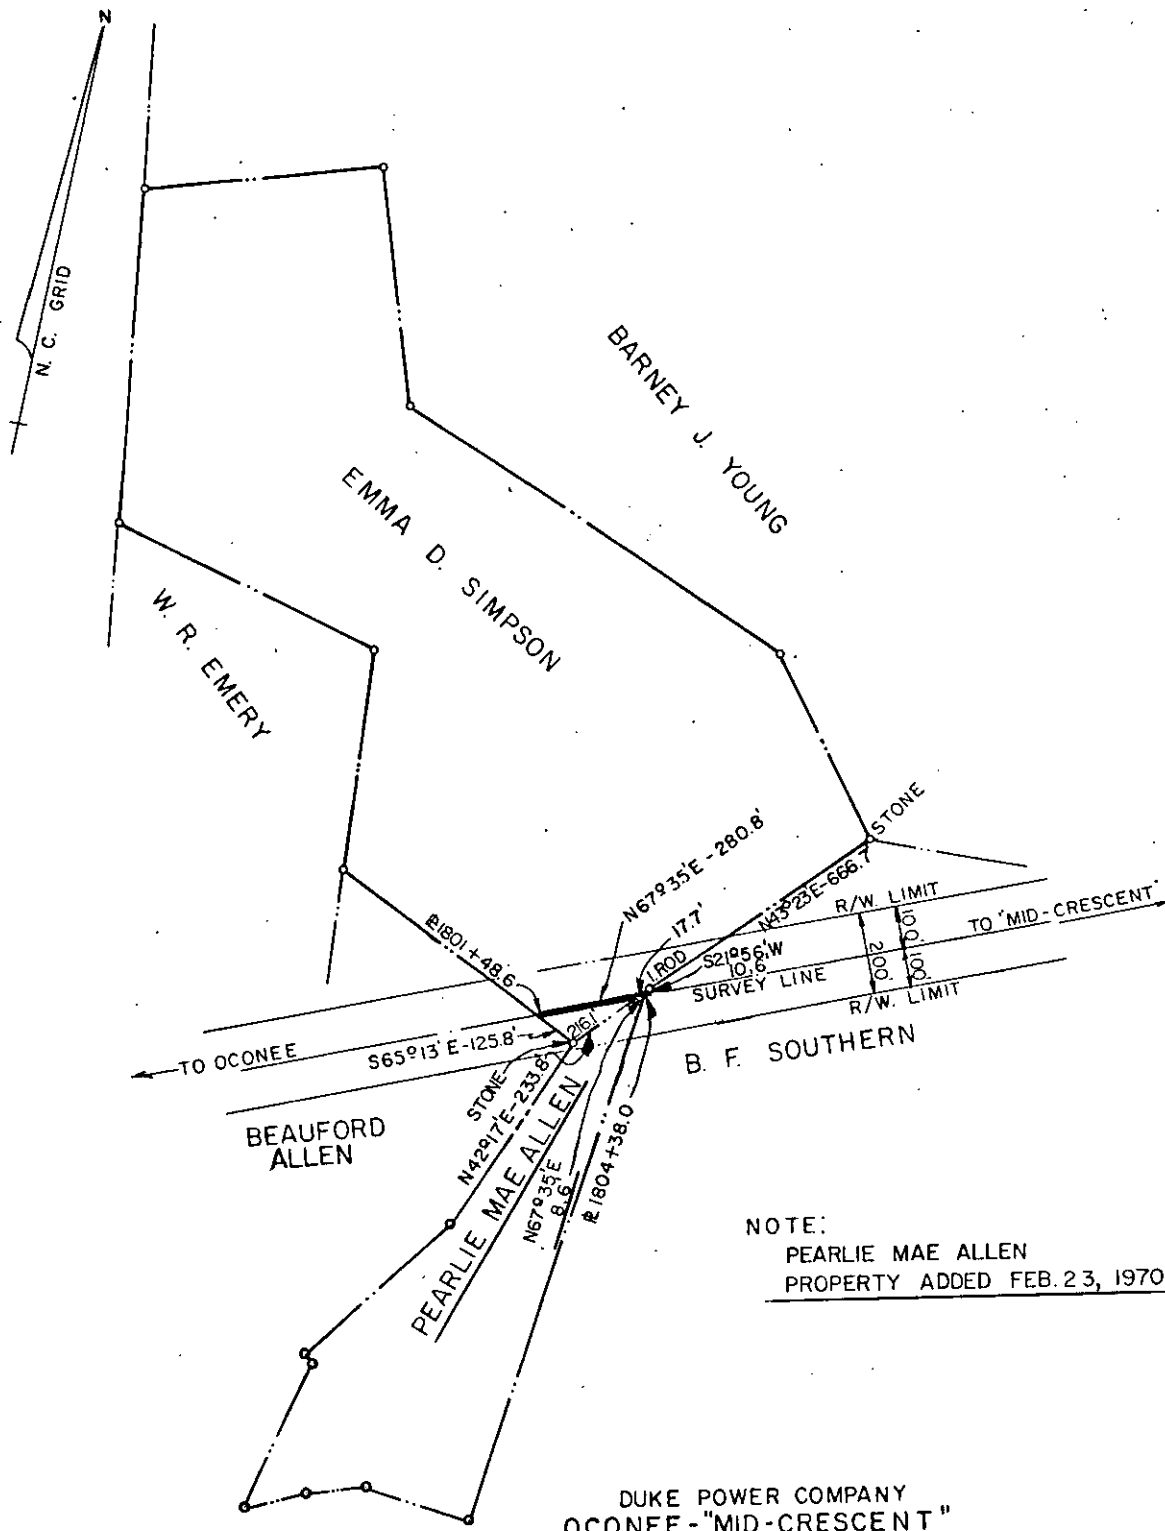 N
N. C. GRID
BARNEY J. YOUNG
EMMA D. SIMPSON
W. R. EMERY
STONE
N67°35'E - 280.8'
N43°23'E-666.7'
17.7'
R/W. LIMIT
100'
TO "MID-CRESCENT"
200'
100'
I. ROD
S21°56'W
10.6'
SURVEY LINE
R/W. LIMIT
℄1801+48.6
216.1'
TO OCONEE
S65°13'E-125.8'
B. F. SOUTHERN
STONE
N42°17'E-233.8'
BEAUFORD
ALLEN
PEARLIE MAE ALLEN
N67°35'E
8.6'
℄ 1804+38.0
NOTE:
PEARLIE MAE ALLEN
PROPERTY ADDED FEB. 23, 1970
DUKE POWER COMPANY
OCONEE-"MID-CRESCENT"